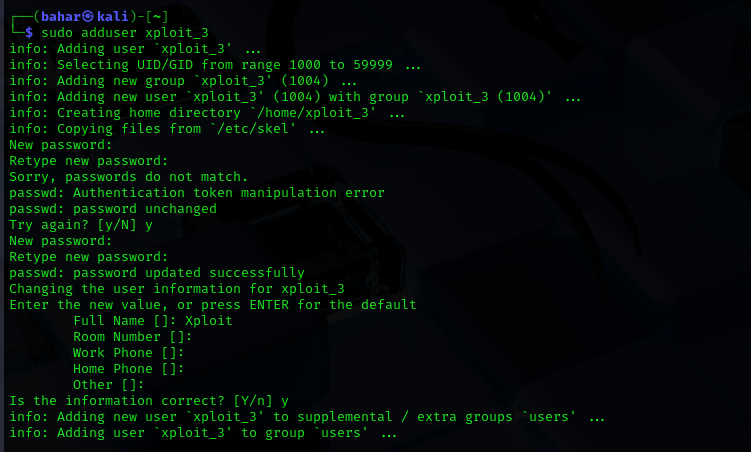 ┌──(bahar㉿kali)-[~]
└─$ sudo adduser xploit_3
info: Adding user `xploit_3' ...
info: Selecting UID/GID from range 1000 to 59999 ...
info: Adding new group `xploit_3' (1004) ...
info: Adding new user `xploit_3' (1004) with group `xploit_3 (1004)' ...
info: Creating home directory `/home/xploit_3' ...
info: Copying files from `/etc/skel' ...
New password:
Retype new password:
Sorry, passwords do not match.
passwd: Authentication token manipulation error
passwd: password unchanged
Try again? [y/N] y
New password:
Retype new password:
passwd: password updated successfully
Changing the user information for xploit_3
Enter the new value, or press ENTER for the default
        Full Name []: Xploit
        Room Number []:
        Work Phone []:
        Home Phone []:
        Other []:
Is the information correct? [Y/n] y
info: Adding new user `xploit_3' to supplemental / extra groups `users' ...
info: Adding user `xploit_3' to group `users' ...